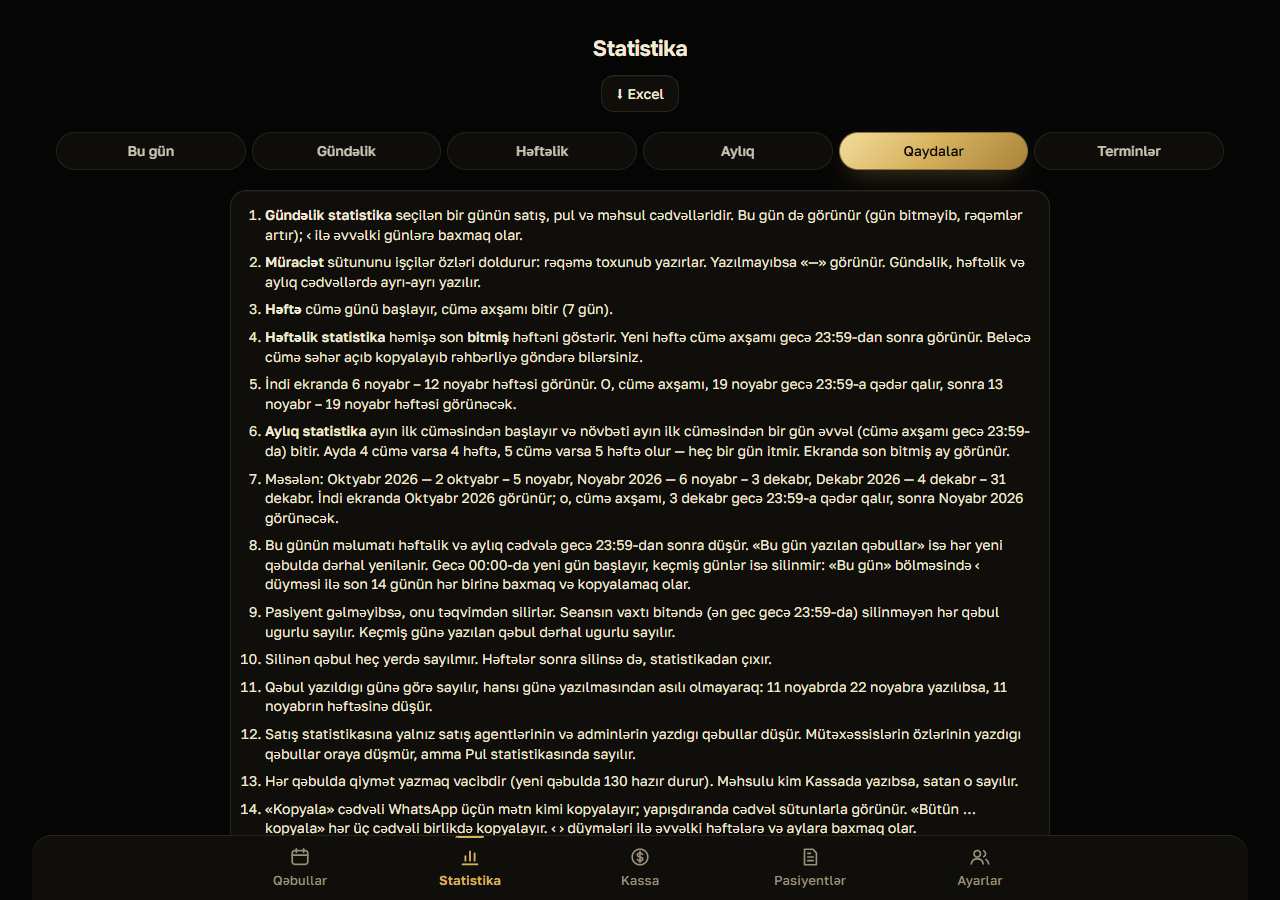 Statistika
⬇ Excel
Bu gün
Gündəlik
Həftəlik
Aylıq
Qaydalar
Terminlər
1. Gündəlik statistika seçilən bir günün satış, pul və məhsul cədvəlləridir. Bu gün də görünür (gün bitməyib, rəqəmlər
artır); ‹ ilə əvvəlki günlərə baxmaq olar.
2. Müraciət sütununu işçilər özləri doldurur: rəqəmə toxunub yazırlar. Yazılmayıbsa «—» görünür. Gündəlik, həftəlik və
aylıq cədvəllərdə ayrı-ayrı yazılır.
3. Həftə cümə günü başlayır, cümə axşamı bitir (7 gün).
4. Həftəlik statistika həmişə son bitmiş həftəni göstərir. Yeni həftə cümə axşamı gecə 23:59-dan sonra görünür. Beləcə
cümə səhər açıb kopyalayıb rəhbərliyə göndərə bilərsiniz.
5. İndi ekranda 6 noyabr – 12 noyabr həftəsi görünür. O, cümə axşamı, 19 noyabr gecə 23:59-a qədər qalır, sonra 13
noyabr – 19 noyabr həftəsi görünəcək.
6. Aylıq statistika ayın ilk cüməsindən başlayır və növbəti ayın ilk cüməsindən bir gün əvvəl (cümə axşamı gecə 23:59-
da) bitir. Ayda 4 cümə varsa 4 həftə, 5 cümə varsa 5 həftə olur — heç bir gün itmir. Ekranda son bitmiş ay görünür.
7. Məsələn: Oktyabr 2026 — 2 oktyabr – 5 noyabr, Noyabr 2026 — 6 noyabr – 3 dekabr, Dekabr 2026 — 4 dekabr – 31
dekabr. İndi ekranda Oktyabr 2026 görünür; o, cümə axşamı, 3 dekabr gecə 23:59-a qədər qalır, sonra Noyabr 2026
görünəcək.
8. Bu günün məlumatı həftəlik və aylıq cədvələ gecə 23:59-dan sonra düşür. «Bu gün yazılan qəbullar» isə hər yeni
qəbulda dərhal yenilənir. Gecə 00:00-da yeni gün başlayır, keçmiş günlər isə silinmir: «Bu gün» bölməsində ‹
düyməsi ilə son 14 günün hər birinə baxmaq və kopyalamaq olar.
9. Pasiyent gəlməyibsə, onu təqvimdən silirlər. Seansın vaxtı bitəndə (ən gec gecə 23:59-da) silinməyən hər qəbul
uğurlu sayılır. Keçmiş günə yazılan qəbul dərhal uğurlu sayılır.
10. Silinən qəbul heç yerdə sayılmır. Həftələr sonra silinsə də, statistikadan çıxır.
11. Qəbul yazıldığı günə görə sayılır, hansı günə yazılmasından asılı olmayaraq: 11 noyabrda 22 noyabra yazılıbsa, 11
noyabrın həftəsinə düşür.
12. Satış statistikasına yalnız satış agentlərinin və adminlərin yazdığı qəbullar düşür. Mütəxəssislərin özlərinin yazdığı
qəbullar oraya düşmür, amma Pul statistikasında sayılır.
13. Hər qəbulda qiymət yazmaq vacibdir (yeni qəbulda 130 hazır durur). Məhsulu kim Kassada yazıbsa, satan o sayılır.
14. «Kopyala» cədvəli WhatsApp üçün mətn kimi kopyalayır; yapışdıranda cədvəl sütunlarla görünür. «Bütün ...
kopyala» hər üç cədvəli birlikdə kopyalayır. ‹ › düymələri ilə əvvəlki həftələrə və aylara baxmaq olar.
Qəbullar
Statistika
Kassa
Pasiyentlər
Ayarlar